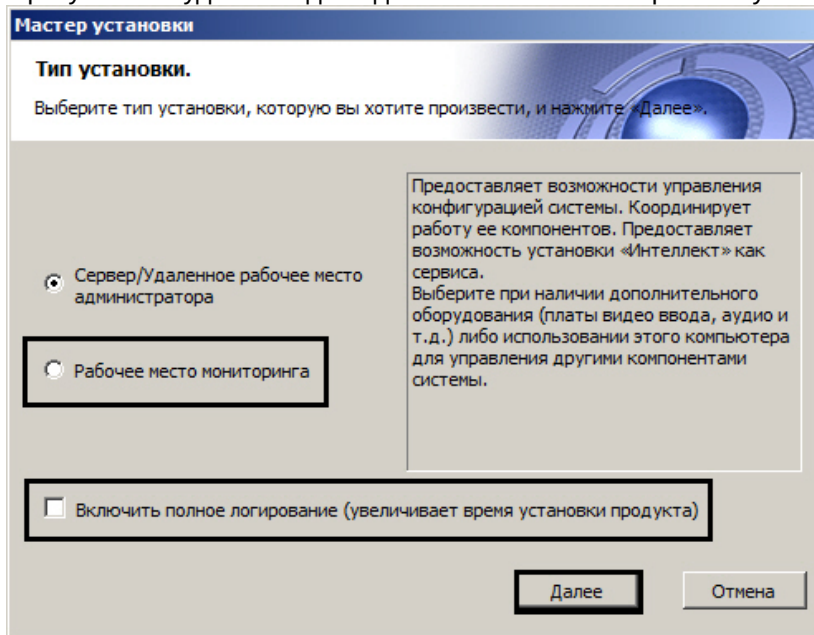 Мастер установки
Тип установки.
Выберите тип установки, которую вы хотите произвести, и нажмите «Далее».
Предоставляет возможности управления
конфигурацией системы. Координирует
работу ее компонентов. Предоставляет
возможность установки «Интеллект» как
сервиса.
Выберите при наличии дополнительного
оборудования (платы видео ввода, аудио и
т.д.) либо использовании этого компьютера
для управления другими компонентами
системы.
Сервер/Удаленное рабочее место
администратора
Рабочее место мониторинга
Включить полное логирование (увеличивает время установки продукта)
Далее
Отмена